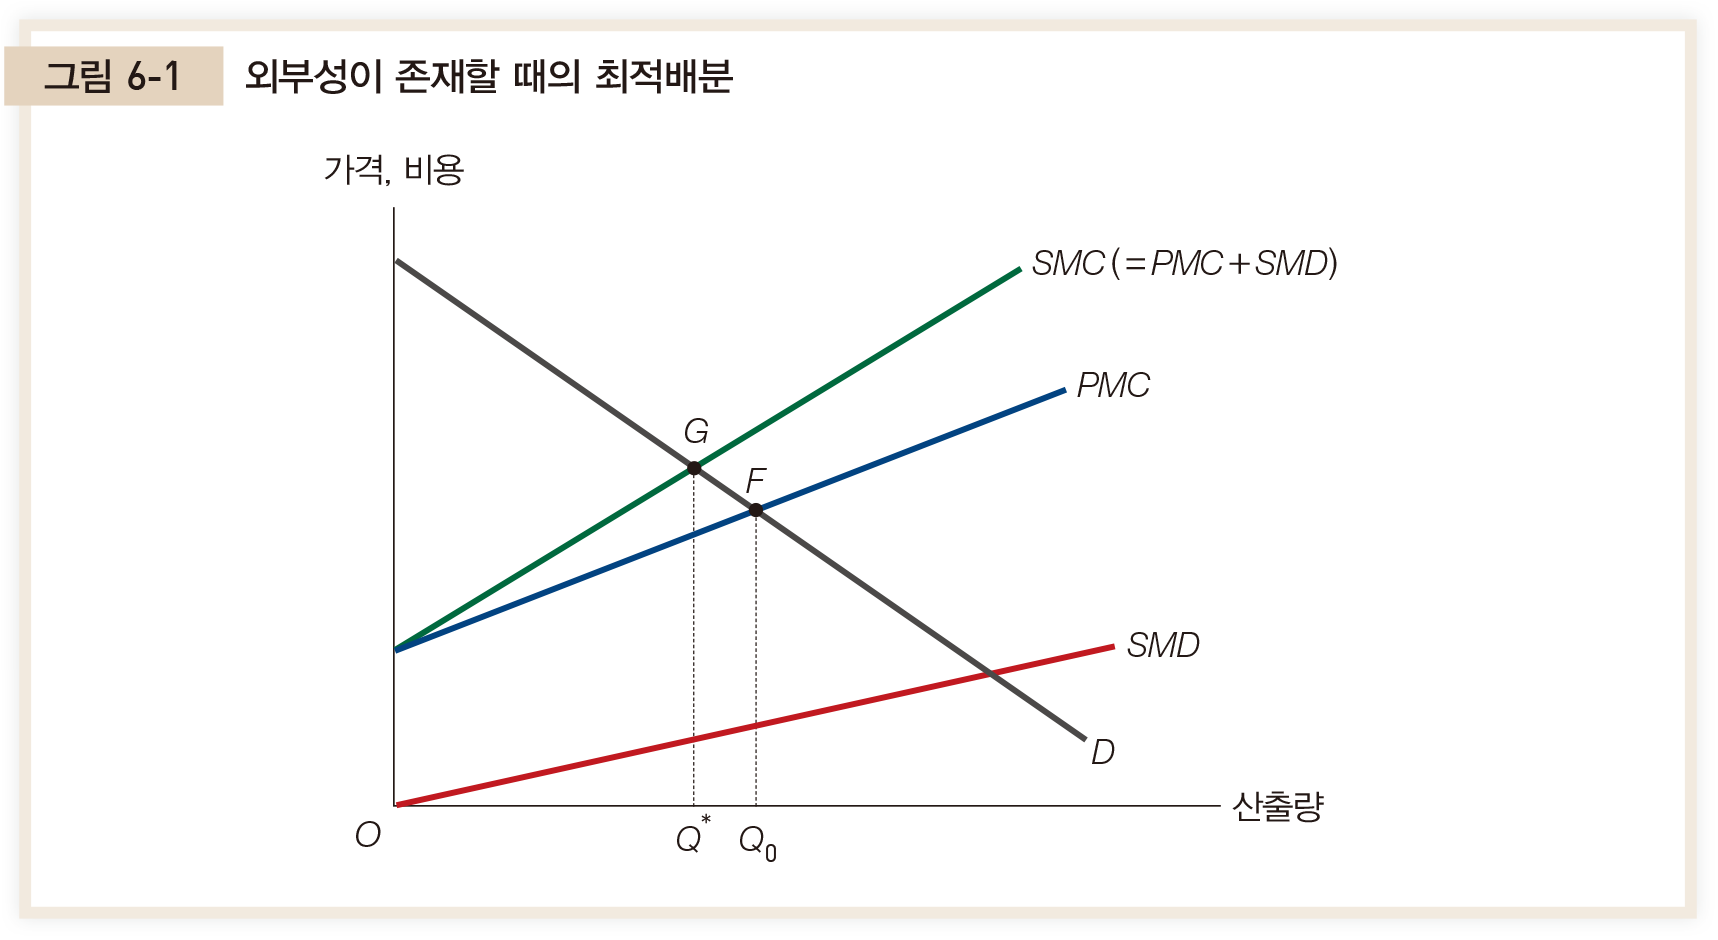 그림 6-1 외부성이 존재할 때의 최적배분
가격, 비용
SMC(=PMC+SMD)
PMC
G
F
SMD
D
산출량
O
Q*
Q0